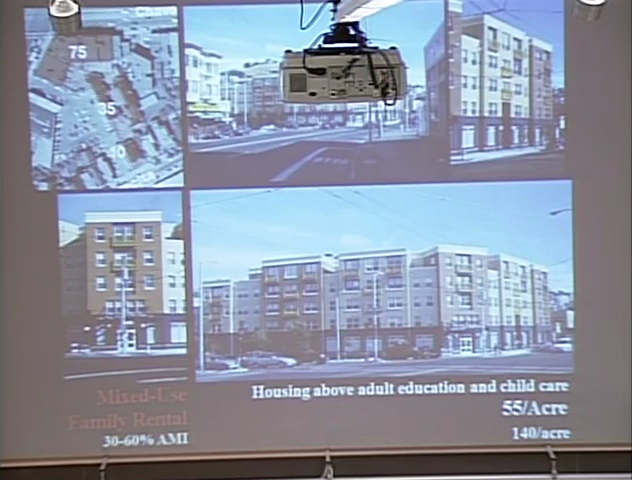 75
35
Mixed-Use
Family Rental
30-60% AMI
Housing above adult education and child care
55/Acre
140/acre